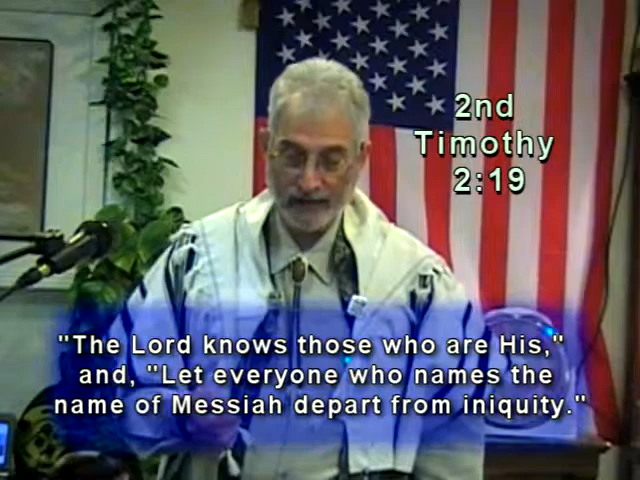 2nd
Timothy
2:19
"The Lord knows those who are His,"
and, "Let everyone who names the
name of Messiah depart from iniquity."